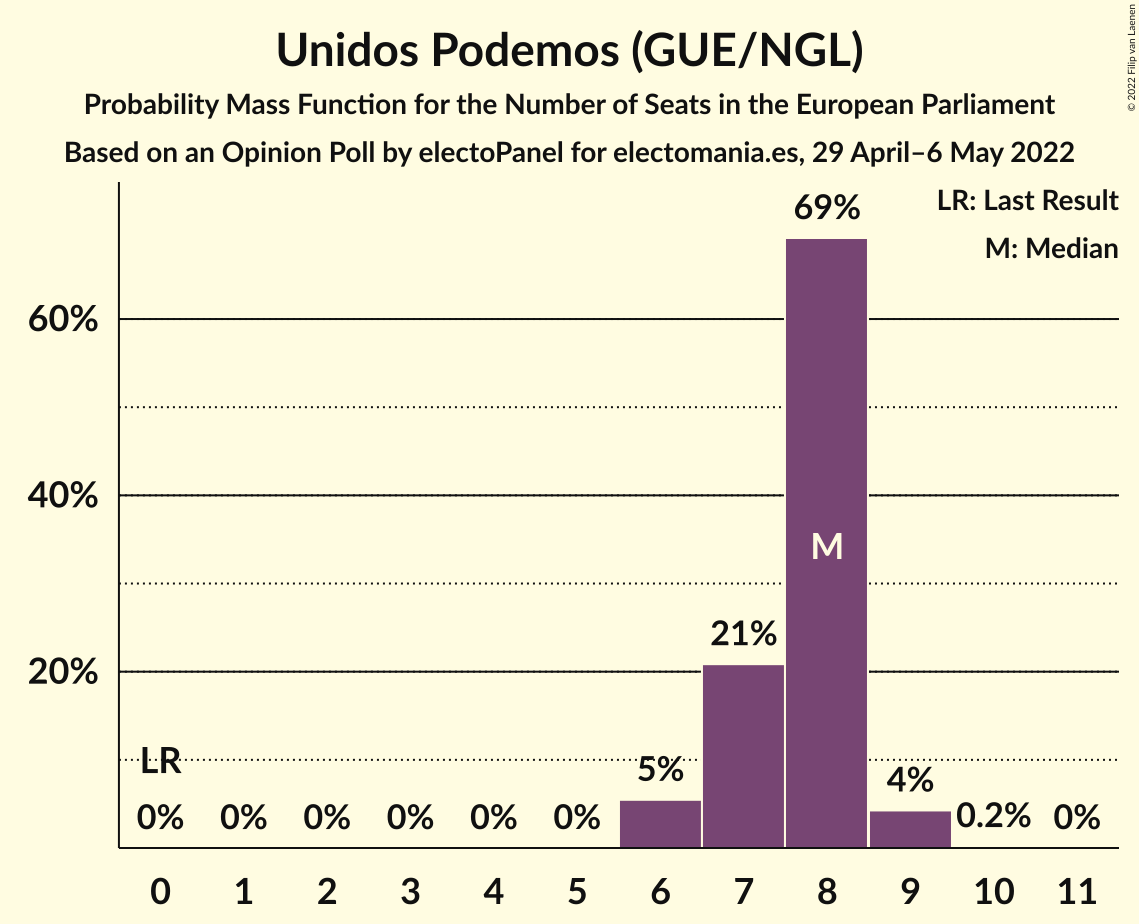 Unidos Podemos (GUE/NGL)
Probability Mass Function for the Number of Seats in the European Parliament
Based on an Opinion Poll by electoPanel for electomania.es, 29 April–6 May 2022
© 2022 Filip van Laenen
LR: Last Result
M: Median
69%
60%
40%
M
21%
20%
LR
5%
4%
0% 0% 0% 0% 0% 0% 0.2% 0%
0 1 2 3 4 5 6 7 8 9 10 11